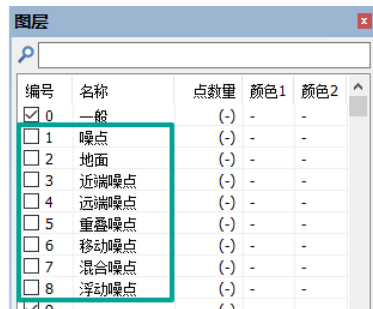 图层
编号 名称 点数量 颜色1 颜色2
0 一般 (-) - -
1 噪点 (-) - -
2 地面 (-) - -
3 近端噪点 (-) - -
4 远端噪点 (-) - -
5 重叠噪点 (-) - -
6 移动噪点 (-) - -
7 混合噪点 (-) - -
8 浮动噪点 (-) - -